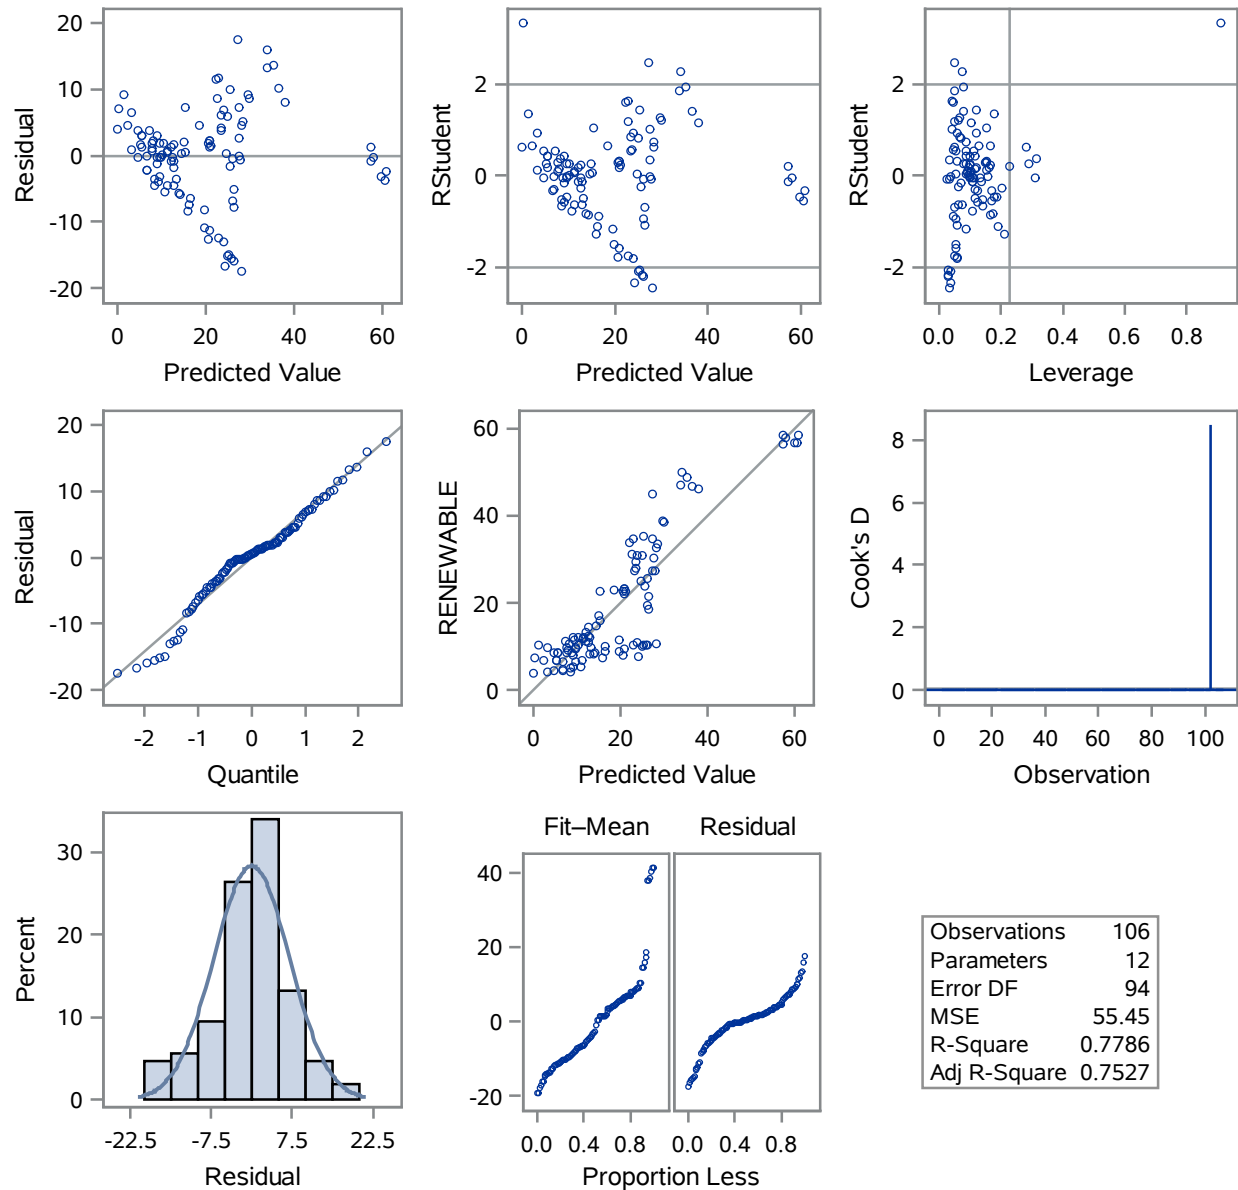 20
10
0
-10
-20
Residual
0 20 40 60
Predicted Value
2
0
-2
RStudent
0 20 40 60
Predicted Value
2
0
-2
RStudent
0.0 0.2 0.4 0.6 0.8
Leverage
20
10
0
-10
-20
Residual
-2 -1 0 1 2
Quantile
60
40
20
0
RENEWABLE
0 20 40 60
Predicted Value
8
6
4
2
0
Cook's D
0 20 40 60 80 100
Observation
30
20
10
0
Percent
-22.5 -7.5 7.5 22.5
Residual
Fit–Mean Residual
40
20
0
-20
0.0 0.4 0.8 0.0 0.4 0.8
Proportion Less
Observations 106
Parameters 12
Error DF 94
MSE 55.45
R-Square 0.7786
Adj R-Square 0.7527